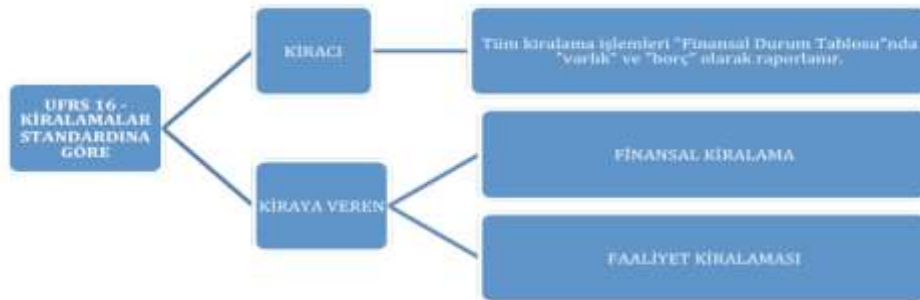 UFRS 16 -
KİRALAMALAR
STANDARDINA
GÖRE
KİRACI
Tüm kiralama işlemleri "Finansal Durum Tablosu"nda
"varlık" ve "borç" olarak raporlanır.
KİRAYA VEREN
FİNANSAL KİRALAMA
FAALİYET KİRALAMASI